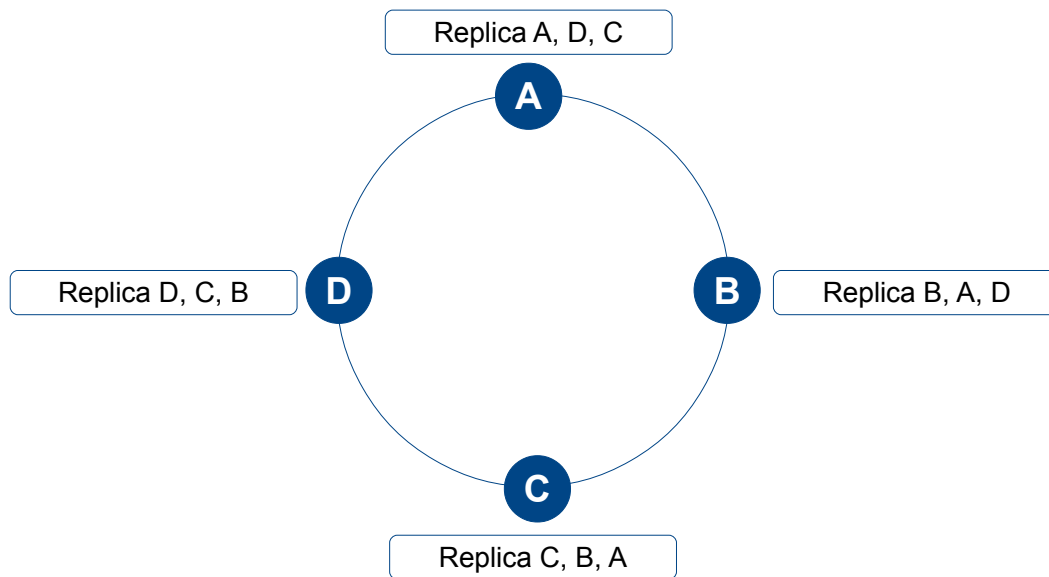 Replica A, D, C
A
Replica D, C, B
D
B
Replica B, A, D
C
Replica C, B, A